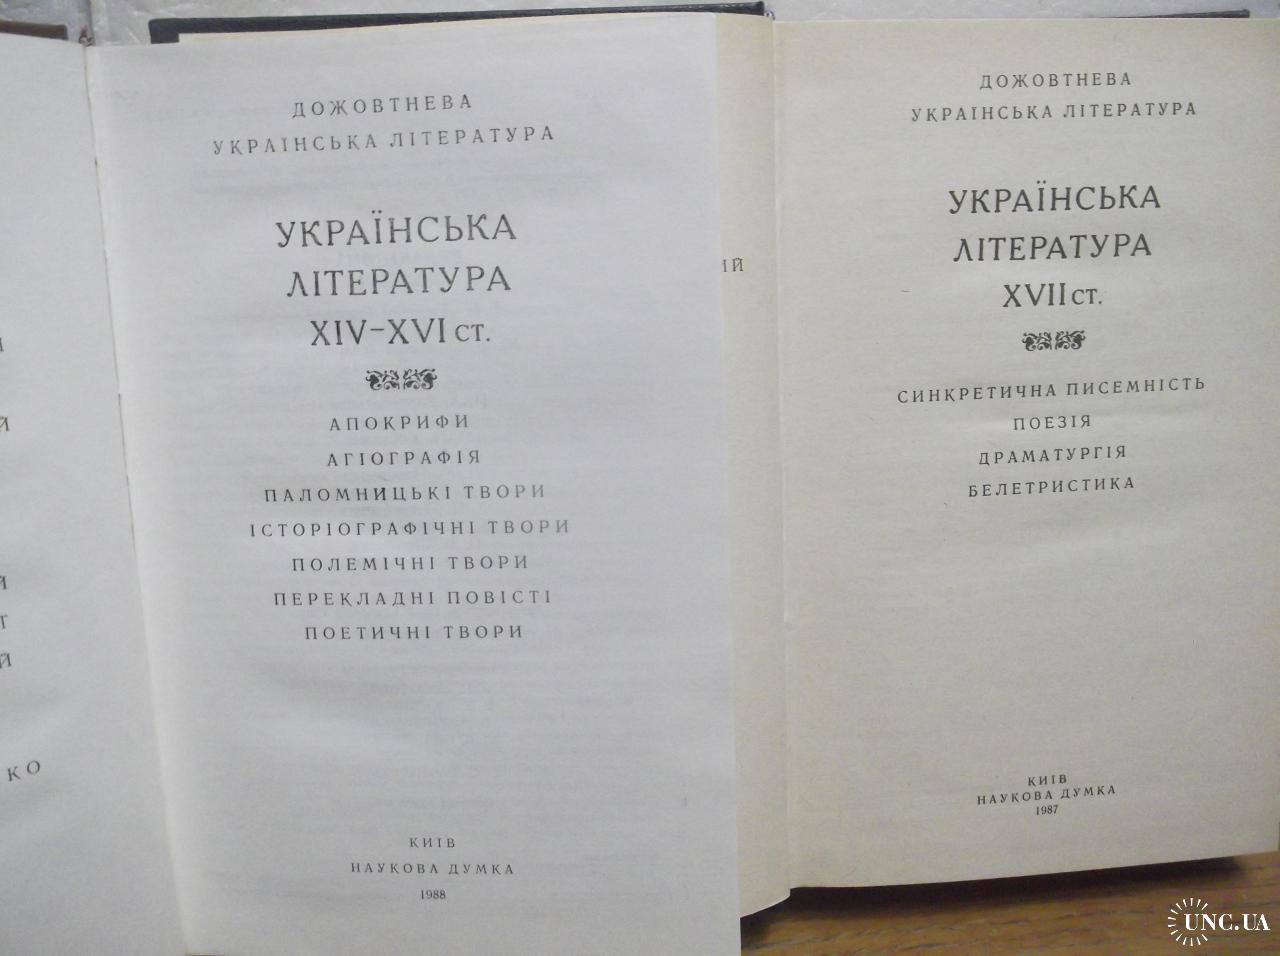 ДОЖОВТНЕВА
УКРАЇНСЬКА ЛІТЕРАТУРА
УКРАЇНСЬКА
ЛІТЕРАТУРА
XIV–XVI СТ.
АПОКРИФИ
АГІОГРАФІЯ
ПАЛОМНИЦЬКІ ТВОРИ
ІСТОРІОГРАФІЧНІ ТВОРИ
ПОЛЕМІЧНІ ТВОРИ
ПЕРЕКЛАДНІ ПОВІСТІ
ПОЕТИЧНІ ТВОРИ
КИЇВ
НАУКОВА ДУМКА
1988
ДОЖОВТНЕВА
УКРАЇНСЬКА ЛІТЕРАТУРА
УКРАЇНСЬКА
ЛІТЕРАТУРА
XVII СТ.
СИНКРЕТИЧНА ПИСЕМНІСТЬ
ПОЕЗІЯ
ДРАМАТУРГІЯ
БЕЛЕТРИСТИКА
КИЇВ
НАУКОВА ДУМКА
1987
UNC.UA